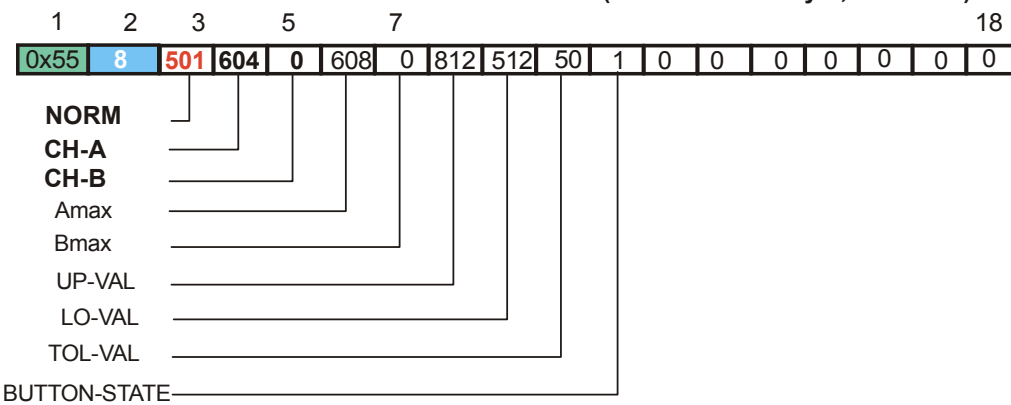 1 2 3 5 7 18
0x55 8 501 604 0 608 0 812 512 50 1 0 0 0 0 0 0 0
NORM
CH-A
CH-B
Amax
Bmax
UP-VAL
LO-VAL
TOL-VAL
BUTTON-STATE